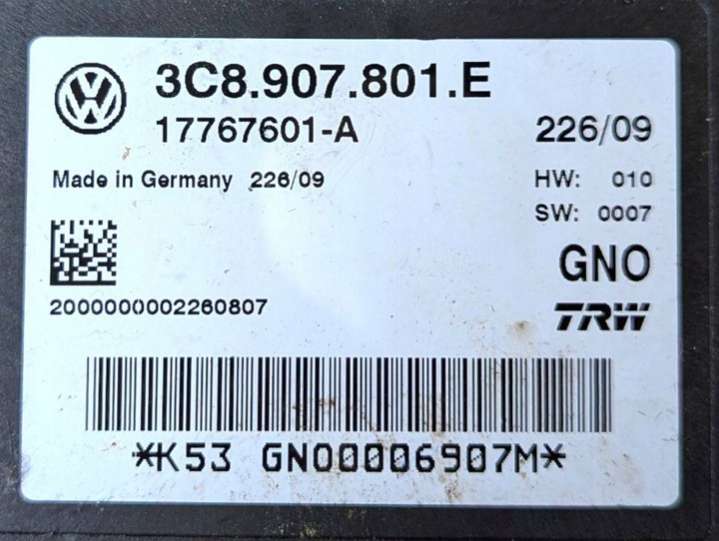 3C8.907.801.E
17767601-A 226/09
Made in Germany 226/09 HW: 010
SW: 0007
GNO
2000000002260807
TRW
*K53 GNO0006907M*